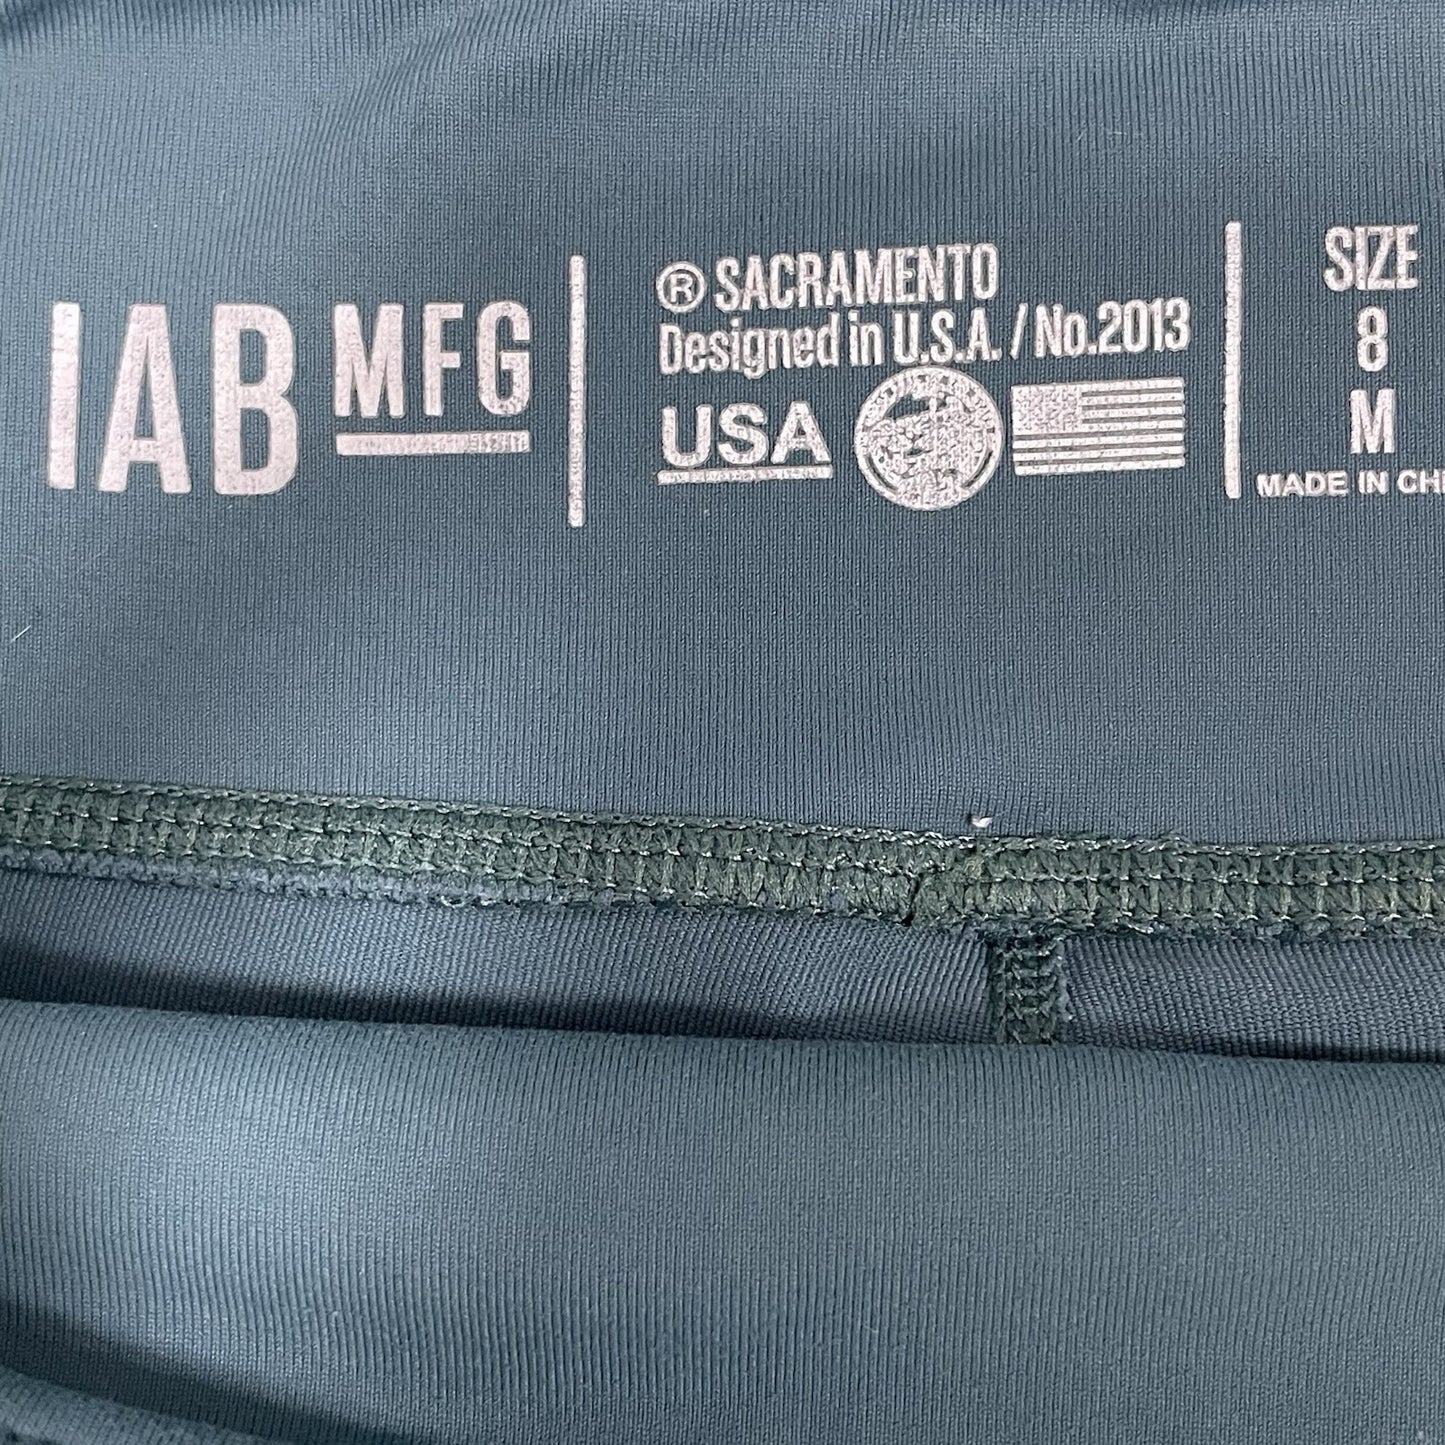 IAB MFG
® SACRAMENTO
Designed in U.S.A. / No.2013
USA
SIZE
8
M
MADE IN CH